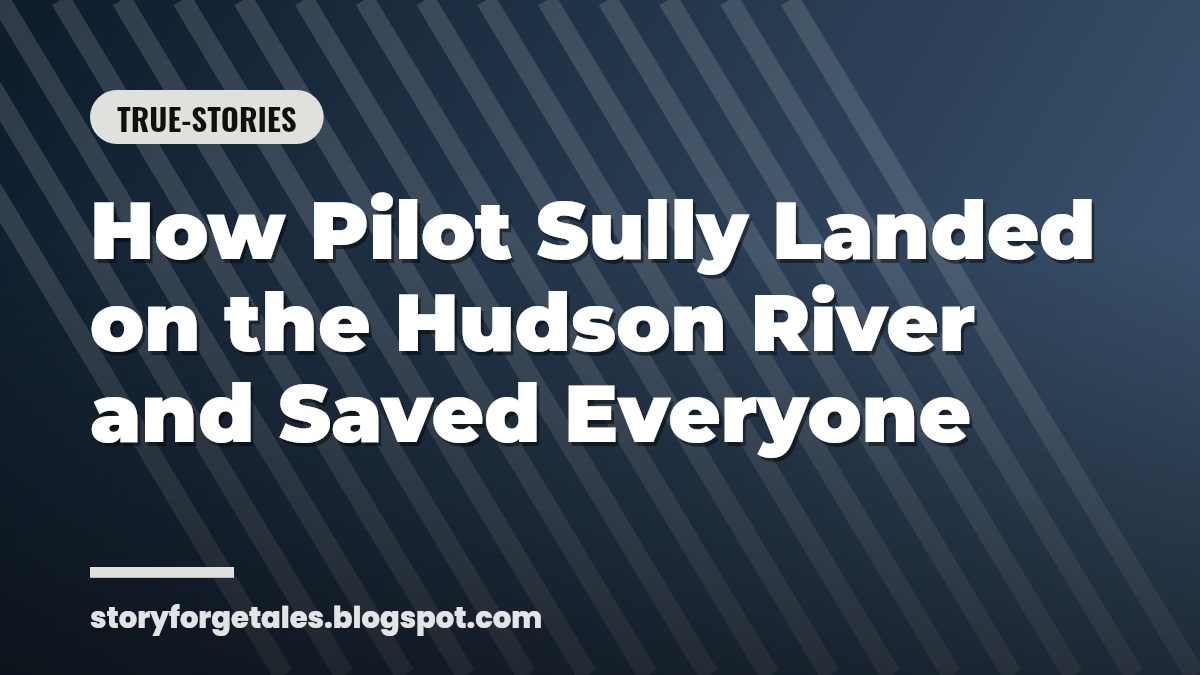 TRUE-STORIES
How Pilot Sully Landed
on the Hudson River
and Saved Everyone
storyforgetales.blogspot.com